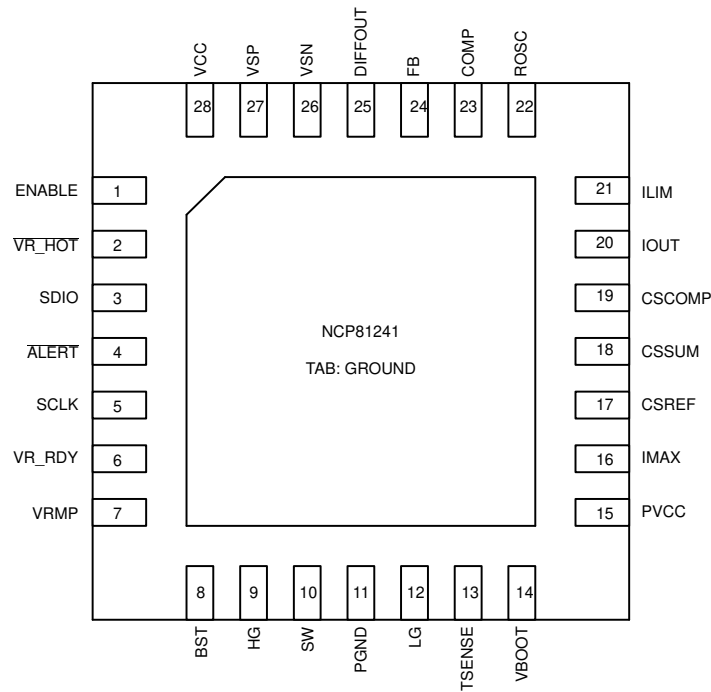 VCC
VSP
VSN
DIFFOUT
FB
COMP
ROSC
28
27
26
25
24
23
22
ENABLE 1
VR_HOT 2
SDIO 3
ALERT 4
SCLK 5
VR_RDY 6
VRMP 7
NCP81241
TAB: GROUND
21 ILIM
20 IOUT
19 CSCOMP
18 CSSUM
17 CSREF
16 IMAX
15 PVCC
8
9
10
11
12
13
14
BST
HG
SW
PGND
LG
TSENSE
VBOOT